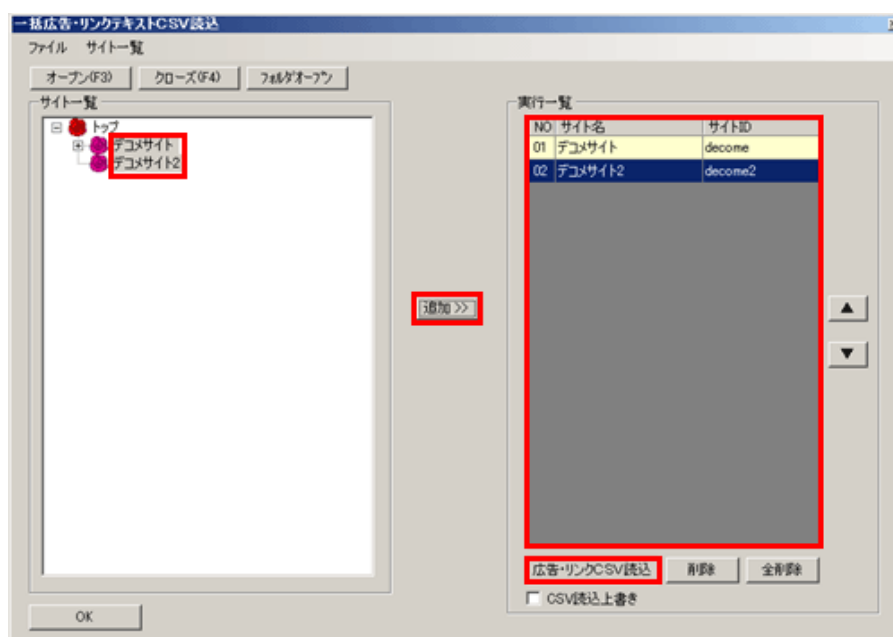 一括広告・リンクテキストCSV読込
ファイル サイト一覧
オープン(F3) クローズ(F4) フォルダオープン
サイト一覧
トップ
デコメサイト
デコメサイト2
追加>>
実行一覧
NO サイト名 サイトID
01 デコメサイト decome
02 デコメサイト2 decome2
▲
▼
広告・リンクCSV読込 削除 全削除
CSV読込上書き
OK